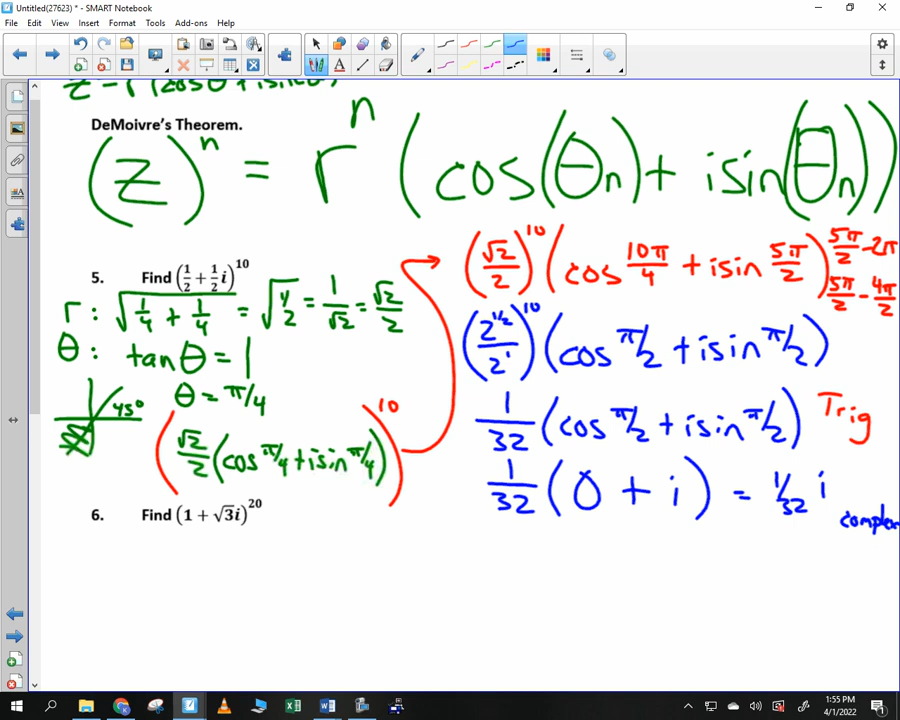 Untitled(27623) * - SMART Notebook
File Edit View Insert Format Tools Add-ons Help
DeMoivre's Theorem.
(z)^n = r^n (cos(θn) + isin(θn))
5. Find (1/2 + 1/2 i)^10
r: √(1/4 + 1/4) = √(1/2) = 1/√2 = √2/2
θ: tanθ = 1
θ = π/4
45°
(√2/2 (cos π/4 + isin π/4))^10
(√2/2)^10 (cos 10π/4 + isin 5π/2)
5π/2 - 2π
5π/2 - 4π/2
(2^1/2 / 2^1)^10 (cos π/2 + isin π/2)
1/32 (cos π/2 + isin π/2) Trig
1/32 (0 + i) = 1/32 i
complex
6. Find (1 + √3i)^20
1:55 PM
4/1/2022